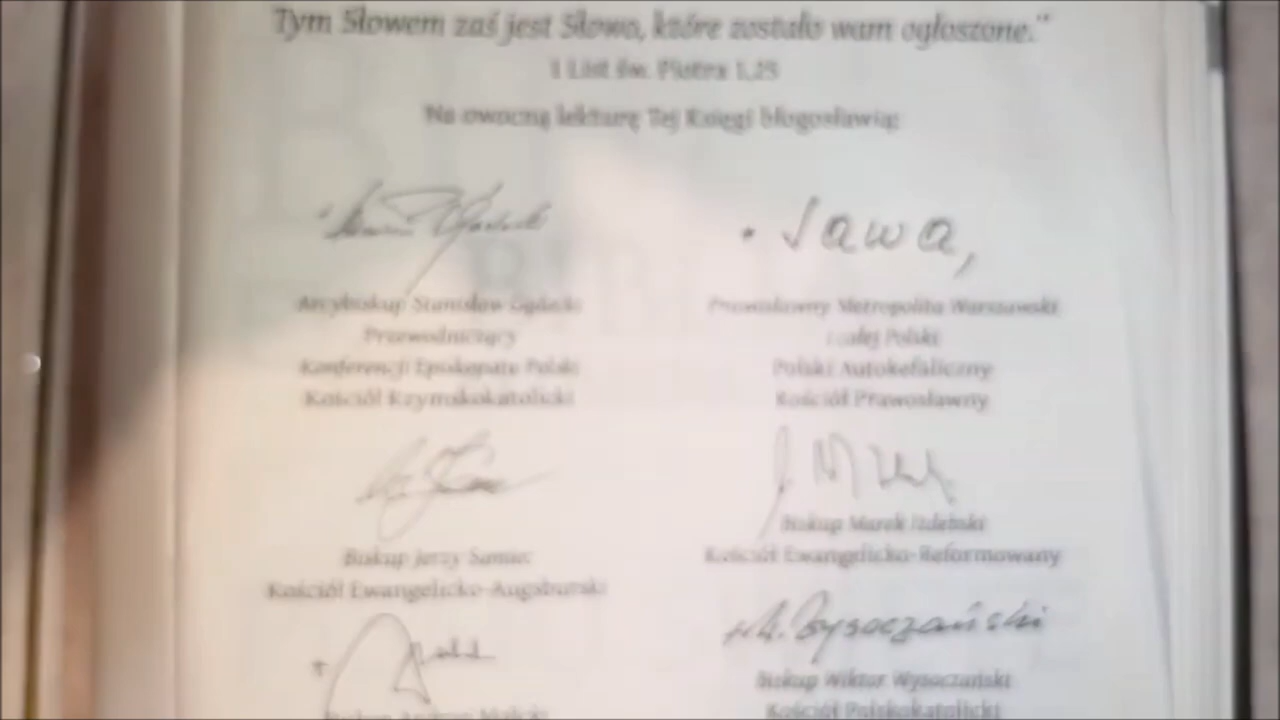 Tym Słowem zaś jest Słowo, które zostało wam ogłoszone."
1 List św. Piotra 1,25
Na owocną lekturę Tej Księgi błogosławią:
Sawa,
Arcybiskup Stanisław Gądecki
Przewodniczący
Konferencji Episkopatu Polski
Kościół Rzymskokatolicki
Prawosławny Metropolita Warszawski
i całej Polski
Polski Autokefaliczny
Kościół Prawosławny
Biskup Jerzy Samiec
Kościół Ewangelicko-Augsburski
Biskup Marek Izdebski
Kościół Ewangelicko-Reformowany
Wysoczański
Biskup Wiktor Wysoczański
Kościół Polskokatolicki